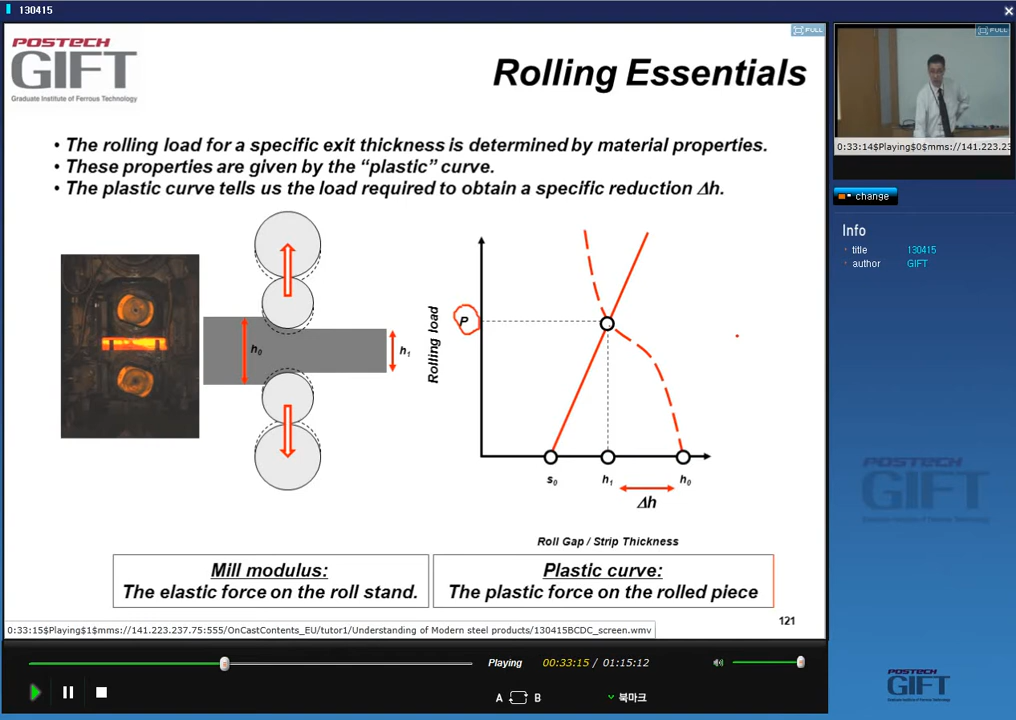 130415
POSTECH
GIFT
Graduate Institute of Ferrous Technology
Rolling Essentials
FULL
FULL
• The rolling load for a specific exit thickness is determined by material properties.
• These properties are given by the “plastic” curve.
• The plastic curve tells us the load required to obtain a specific reduction Δh.
0:33:14$Playing$0$mms://141.223.23
change
Info
title 130415
author GIFT
h0
h1
Rolling load
P
s0
h1
h0
Δh
Roll Gap / Strip Thickness
Mill modulus:
The elastic force on the roll stand.
Plastic curve:
The plastic force on the rolled piece
121
POSTECH
GIFT
0:33:15$Playing$1$mms://141.223.237.75:555/OnCastContents_EU/tutor1/Understanding of Modern steel products/130415BCDC_screen.wmv
Playing
00:33:15 / 01:15:12
A B
북마크
POSTECH
GIFT